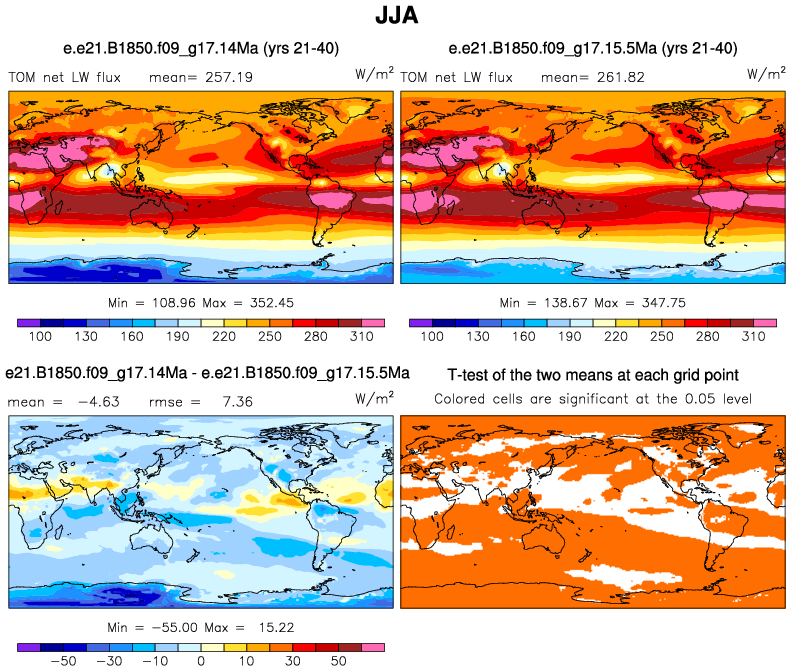 JJA
e.e21.B1850.f09_g17.14Ma (yrs 21-40)
e.e21.B1850.f09_g17.15.5Ma (yrs 21-40)
TOM net LW flux mean= 257.19 W/m²
TOM net LW flux mean= 261.82 W/m²
Min = 108.96 Max = 352.45
Min = 138.67 Max = 347.75
100 130 160 190 220 250 280 310
100 130 160 190 220 250 280 310
e21.B1850.f09_g17.14Ma - e.e21.B1850.f09_g17.15.5Ma
T-test of the two means at each grid point
mean = -4.63 rmse = 7.36 W/m²
Colored cells are significant at the 0.05 level
Min = -55.00 Max = 15.22
-50 -30 -10 0 10 30 50